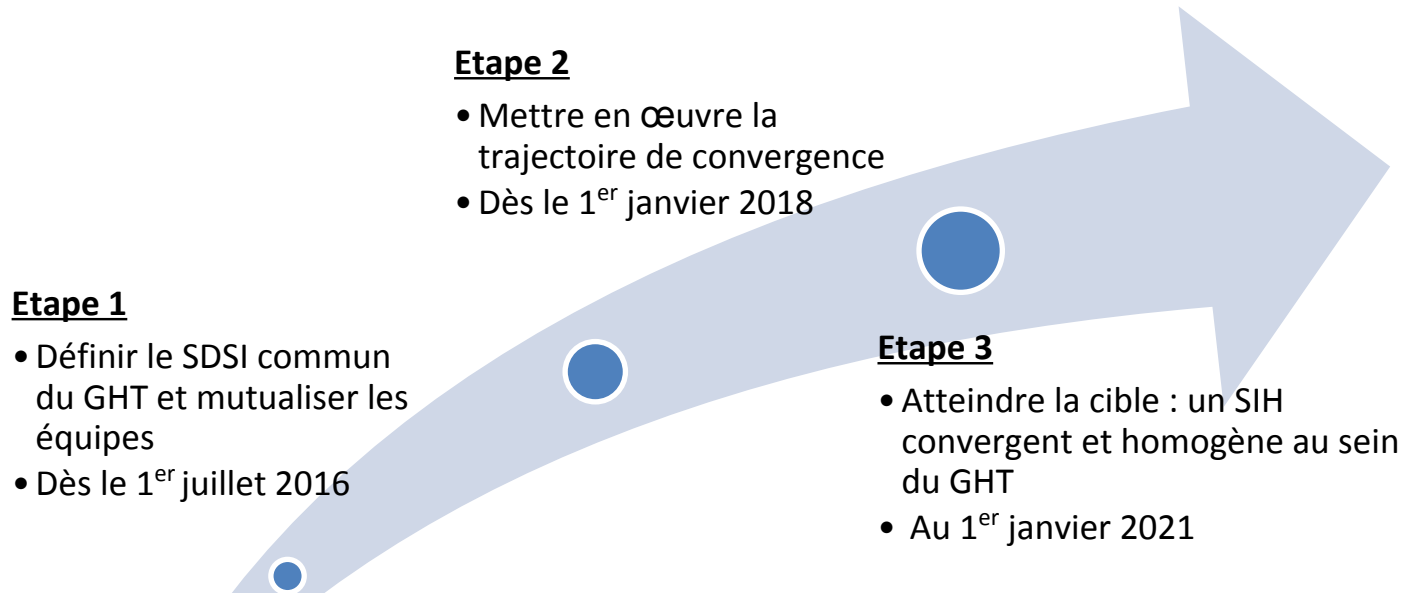 Etape 1
• Définir le SDSI commun
du GHT et mutualiser les
équipes
• Dès le 1er juillet 2016
Etape 2
• Mettre en œuvre la
trajectoire de convergence
• Dès le 1er janvier 2018
Etape 3
• Atteindre la cible : un SIH
convergent et homogène au sein
du GHT
• Au 1er janvier 2021